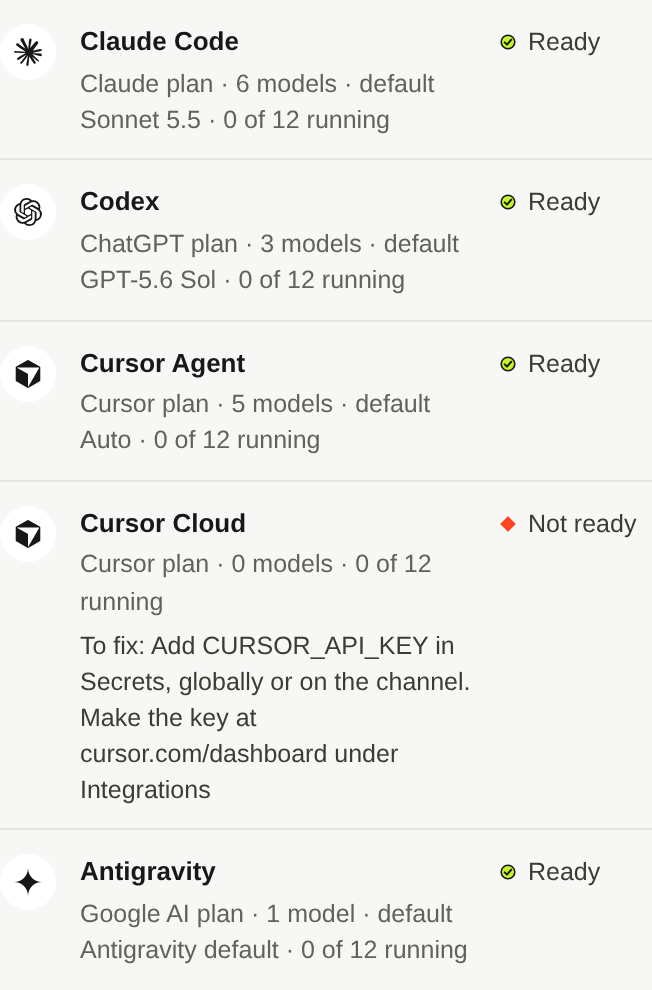 Claude Code
Ready
Claude plan · 6 models · default
Sonnet 5.5 · 0 of 12 running
Codex
Ready
ChatGPT plan · 3 models · default
GPT-5.6 Sol · 0 of 12 running
Cursor Agent
Ready
Cursor plan · 5 models · default
Auto · 0 of 12 running
Cursor Cloud
Not ready
Cursor plan · 0 models · 0 of 12
running
To fix: Add CURSOR_API_KEY in
Secrets, globally or on the channel.
Make the key at
cursor.com/dashboard under
Integrations
Antigravity
Ready
Google AI plan · 1 model · default
Antigravity default · 0 of 12 running